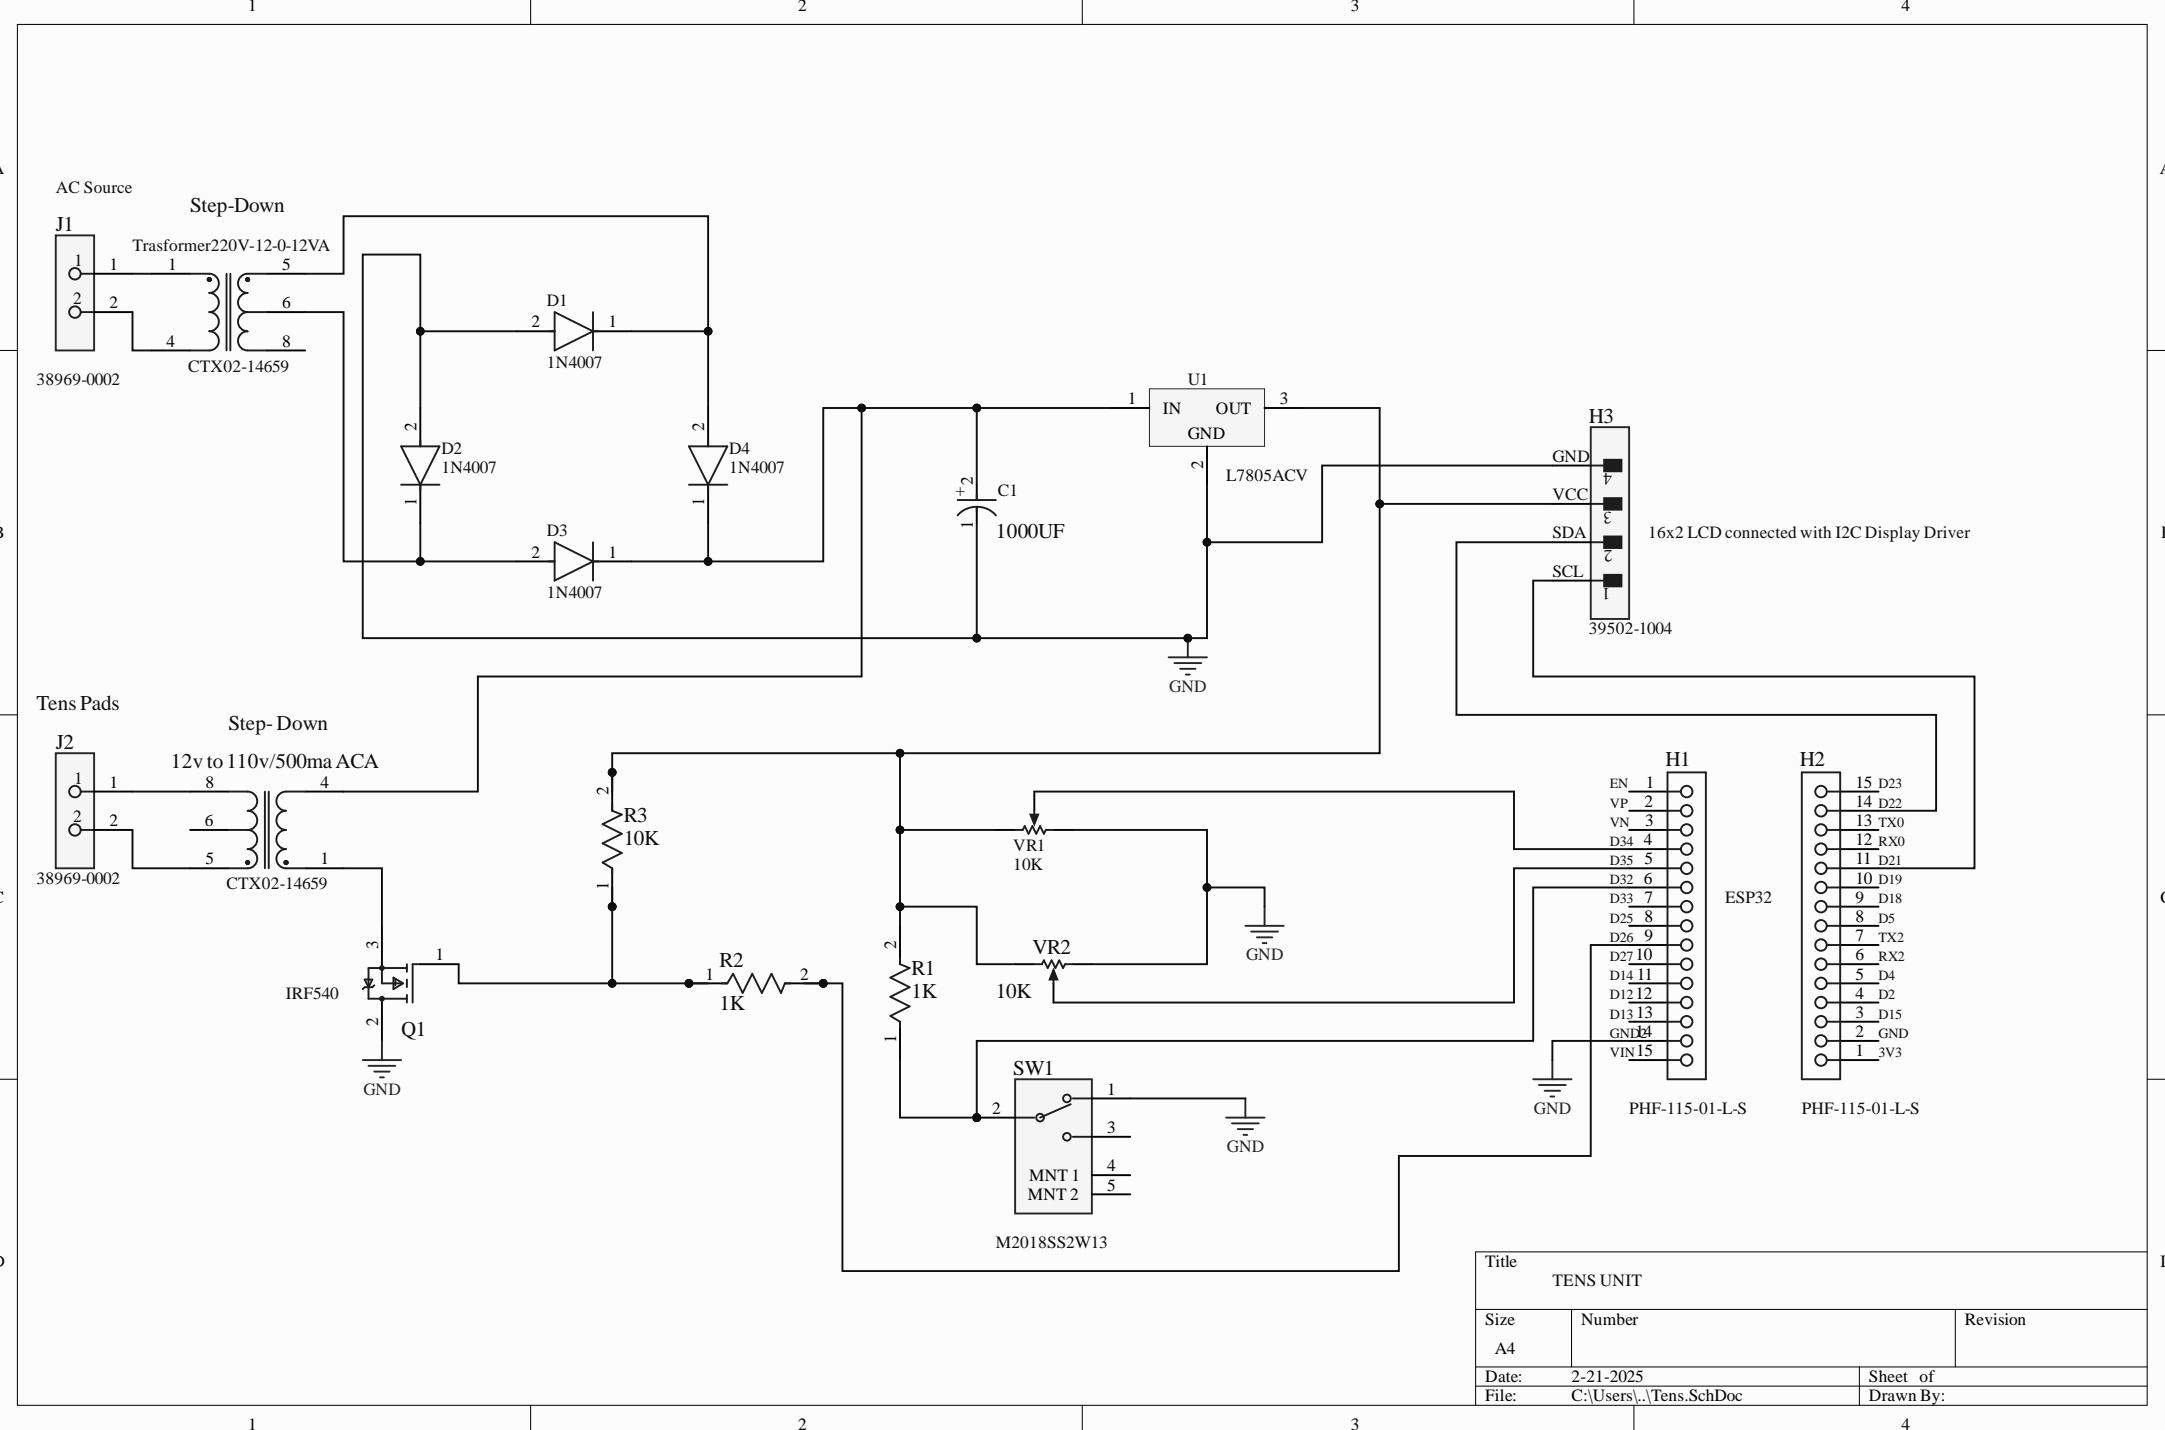 1 2 3 4
A A
AC Source
Step-Down
J1
Trasformer220V-12-0-12VA
1 1 1 5
2 2 6
4 8
CTX02-14659
38969-0002
D1
2 1
1N4007
2 D2
1N4007
1
2 D4
1N4007
1
D3
2 1
1N4007
+ 2 C1
1 1000UF
U1
1 IN OUT 3
GND
2
L7805ACV
GND
H3
GND 4
VCC 3
SDA 2
SCL 1
16x2 LCD connected with I2C Display Driver
39502-1004
B
Tens Pads
Step- Down
J2
12v to 110v/500ma ACA
1 1 8 4
6
2 2 5 1
38969-0002
CTX02-14659
C C
3
1
IRF540
2
Q1
GND
2
R3
10K
1
R2
1 2
1K
2
R1
1K
1
VR1
10K
VR2
10K
GND
SW1
2 1
3
MNT 1 4
MNT 2 5
M2018SS2W13
GND
H1
EN 1
VP 2
VN 3
D34 4
D35 5
D32 6
D33 7
D25 8
D26 9
D27 10
D14 11
D12 12
D13 13
GND2 14
VIN 15
GND
PHF-115-01-L-S
ESP32
H2
15 D23
14 D22
13 TX0
12 RX0
11 D21
10 D19
9 D18
8 D5
7 TX2
6 RX2
5 D4
4 D2
3 D15
2 GND
1 3V3
PHF-115-01-L-S
D
Title
TENS UNIT
Size Number Revision
A4
Date: 2-21-2025 Sheet of
File: C:\Users\..\Tens.SchDoc Drawn By:
1 2 3 4